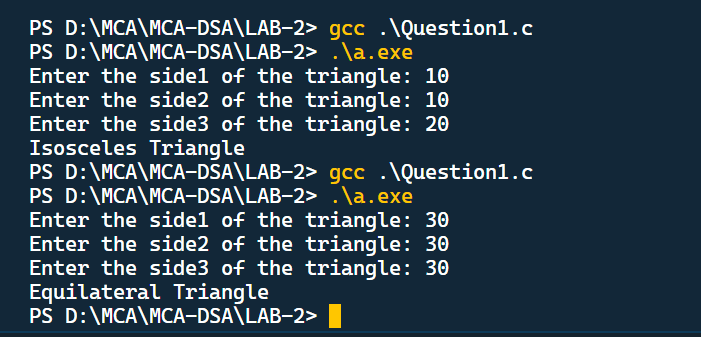 PS D:\MCA\MCA-DSA\LAB-2> gcc .\Question1.c
PS D:\MCA\MCA-DSA\LAB-2> .\a.exe
Enter the side1 of the triangle: 10
Enter the side2 of the triangle: 10
Enter the side3 of the triangle: 20
Isosceles Triangle
PS D:\MCA\MCA-DSA\LAB-2> gcc .\Question1.c
PS D:\MCA\MCA-DSA\LAB-2> .\a.exe
Enter the side1 of the triangle: 30
Enter the side2 of the triangle: 30
Enter the side3 of the triangle: 30
Equilateral Triangle
PS D:\MCA\MCA-DSA\LAB-2>